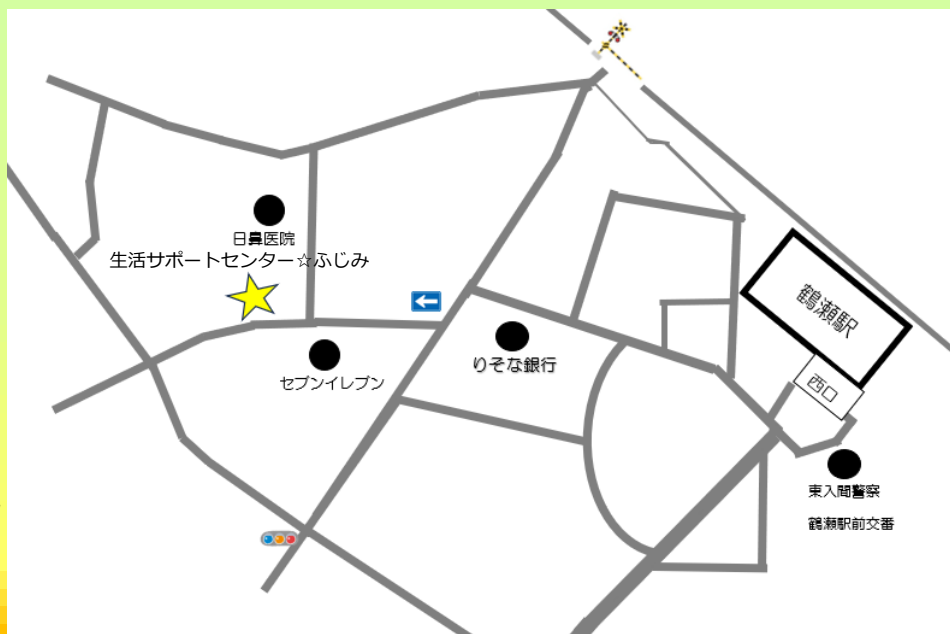 日鼻医院
生活サポートセンター☆ふじみ
鶴瀬駅
りそな銀行
セブンイレブン
西口
東入間警察
鶴瀬駅前交番